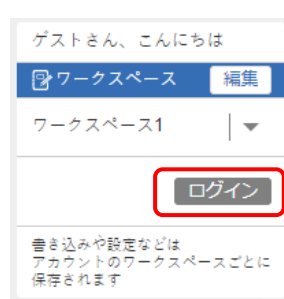 ゲストさん、こんにちは
ワークスペース 編集
ワークスペース1
ログイン
書き込みや設定などは
アカウントのワークスペースごとに
保存されます